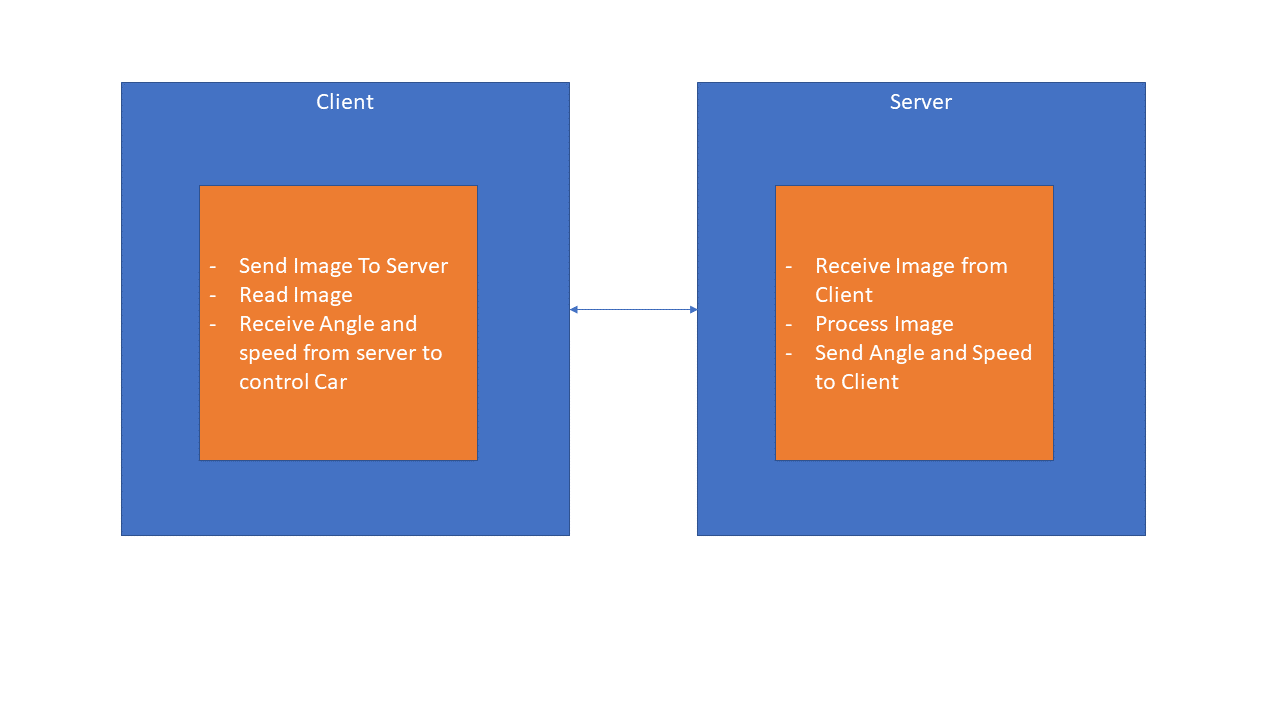 Client
- Send Image To Server
- Read Image
- Receive Angle and
speed from server to
control Car
Server
- Receive Image from
Client
- Process Image
- Send Angle and Speed
to Client